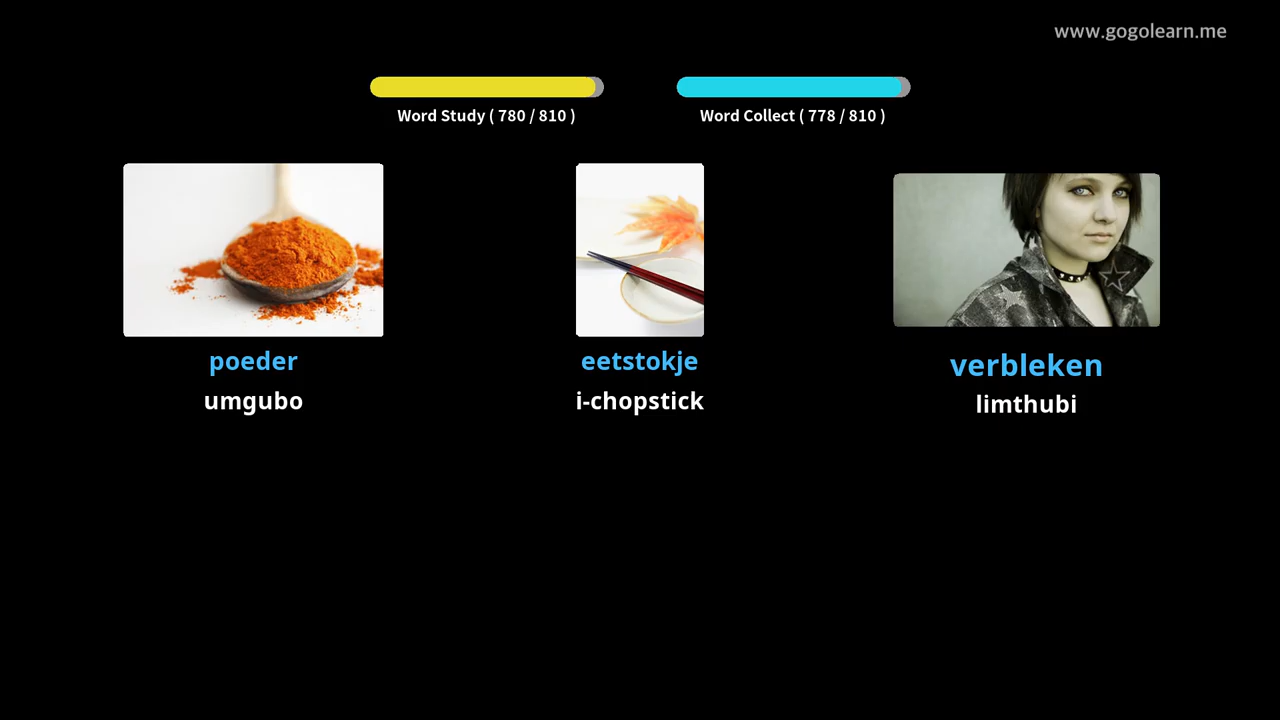 www.gogolearn.me
Word Study ( 780 / 810 )
Word Collect ( 778 / 810 )
poeder
umgubo
eetstokje
i-chopstick
verbleken
limthubi